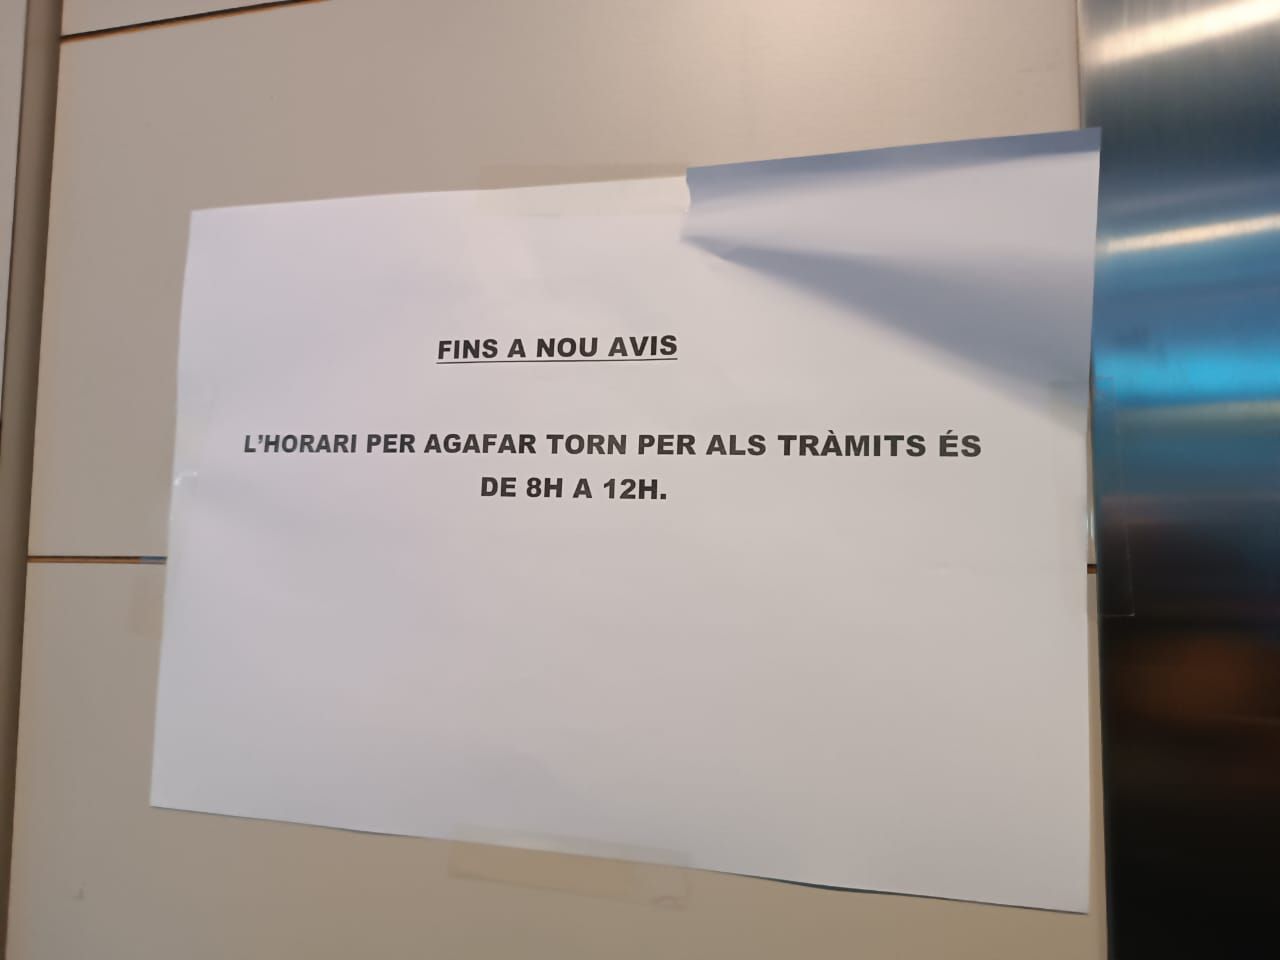 FINS A NOU AVIS
L'HORARI PER AGAFAR TORN PER ALS TRÀMITS ÉS
DE 8H A 12H.